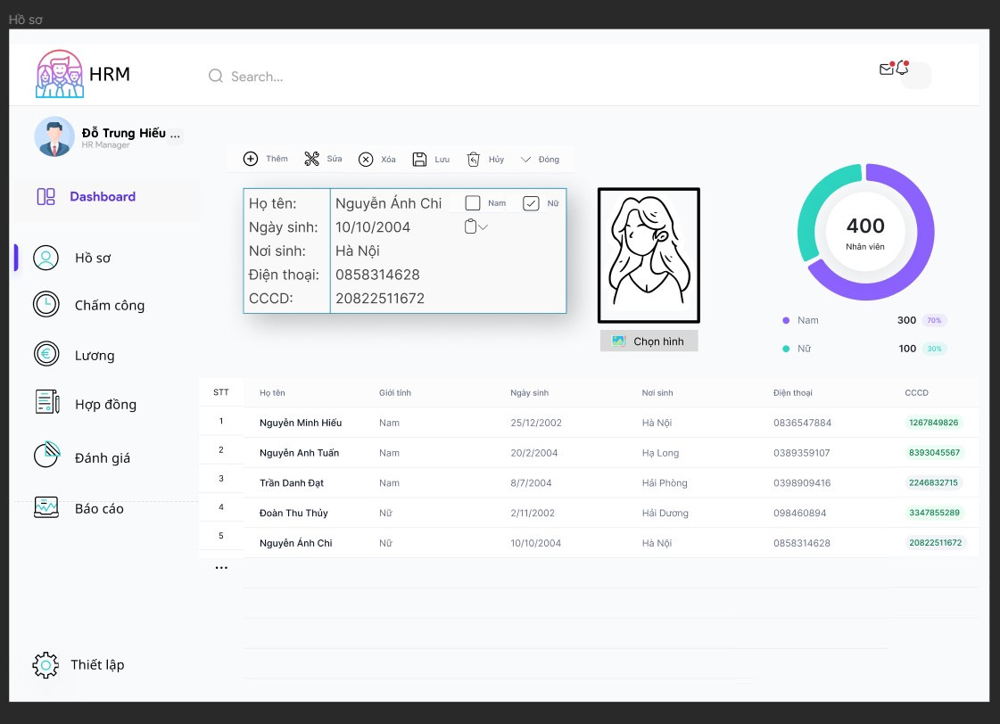 Hồ sơ
HRM
Search...
Đỗ Trung Hiếu ...
HR Manager
Dashboard
Hồ sơ
Chấm công
Lương
Hợp đồng
Đánh giá
Báo cáo
Thiết lập
Thêm Sửa Xóa Lưu Hủy Đóng
Họ tên: Nguyễn Ánh Chi Nam Nữ
Ngày sinh: 10/10/2004
Nơi sinh: Hà Nội
Điện thoại: 0858314628
CCCD: 20822511672
Chọn hình
400
Nhân viên
Nam 300 70%
Nữ 100 30%
STT Họ tên Giới tính Ngày sinh Nơi sinh Điện thoại CCCD
1 Nguyễn Minh Hiếu Nam 25/12/2002 Hà Nội 0836547884 1267849826
2 Nguyễn Anh Tuấn Nam 20/2/2004 Hạ Long 0389359107 8393045567
3 Trần Danh Đạt Nam 8/7/2004 Hải Phòng 0398909416 2246832715
4 Đoàn Thu Thủy Nữ 2/11/2002 Hải Dương 098460894 3347855289
5 Nguyễn Ánh Chi Nữ 10/10/2004 Hà Nội 0858314628 20822511672
...